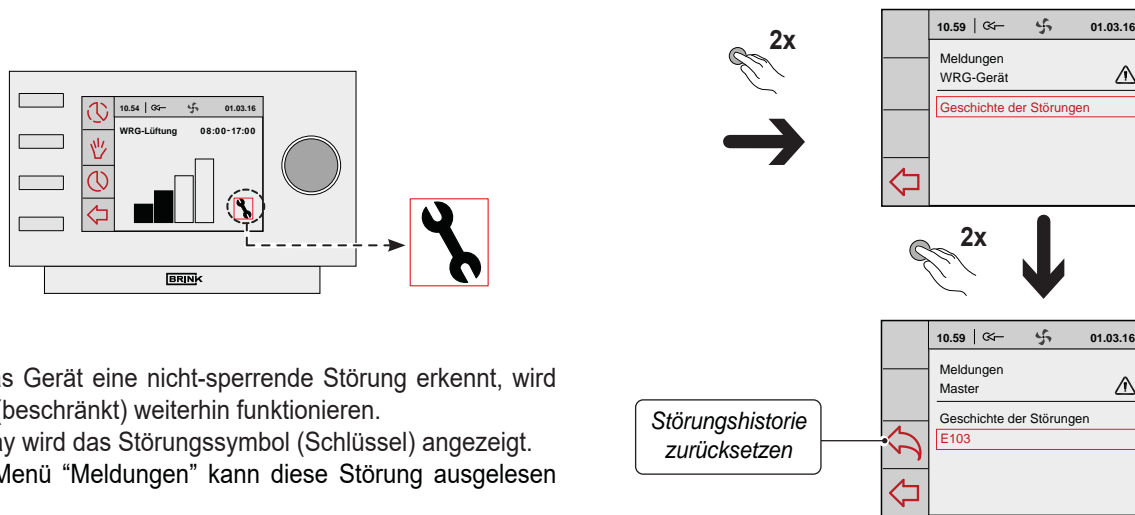 10.54
01.03.16
WRG-Lüftung 08:00-17:00
BRINK
as Gerät eine nicht-sperrende Störung erkennt, wird
(beschränkt) weiterhin funktionieren.
ay wird das Störungssymbol (Schlüssel) angezeigt.
Menü “Meldungen” kann diese Störung ausgelesen
2x
10.59
01.03.16
Meldungen
WRG-Gerät
Geschichte der Störungen
2x
10.59
01.03.16
Meldungen
Master
Geschichte der Störungen
E103
Störungshistorie
zurücksetzen